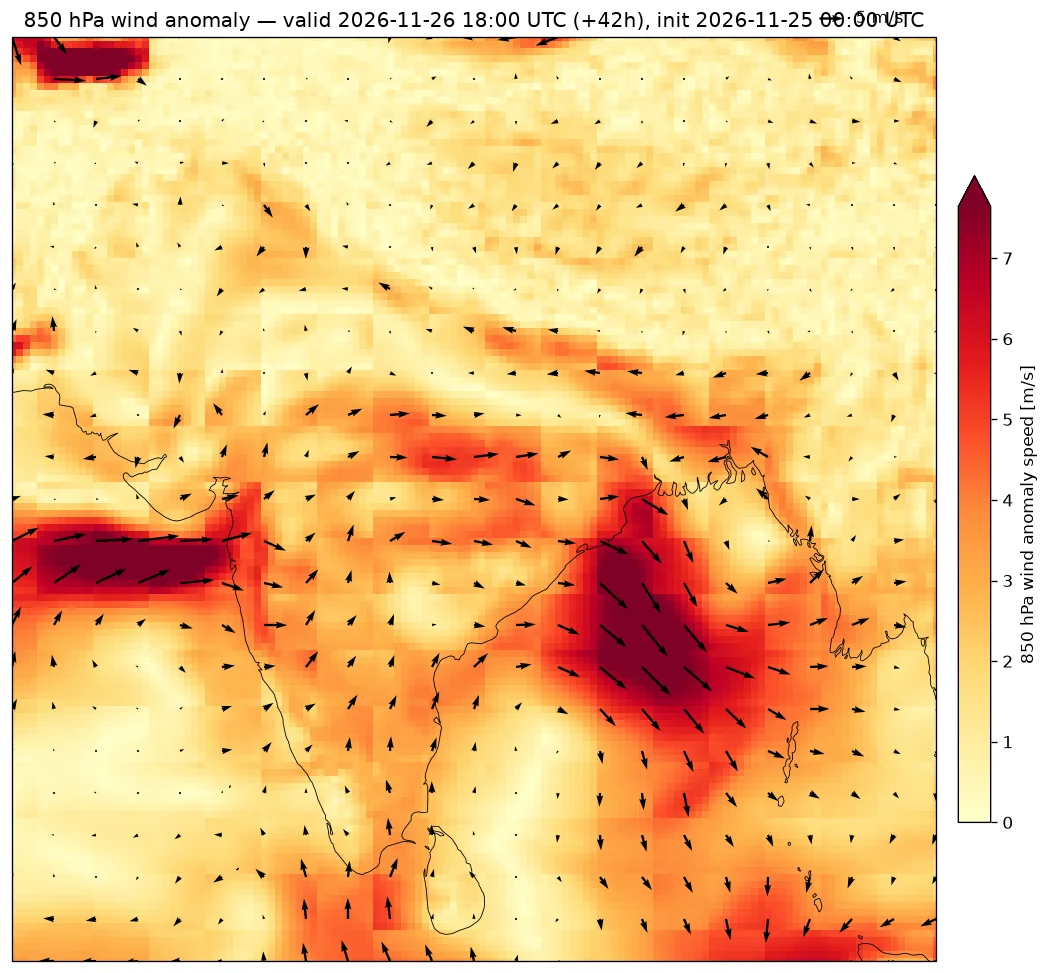 850 hPa wind anomaly — valid 2026-11-26 18:00 UTC (+42h), init 2026-11-25 00:00 UTC
5 m/s
7
6
5
4
3
2
1
0
850 hPa wind anomaly speed [m/s]